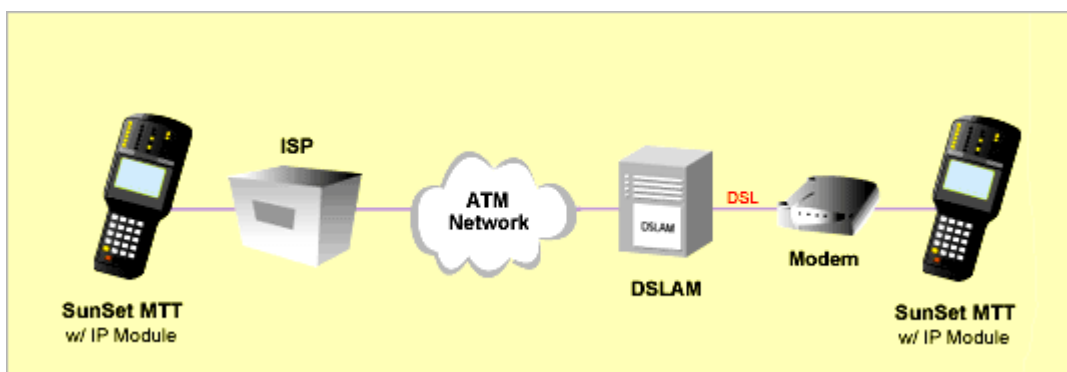 ISP
ATM
Network
DSL
DSLAM
DSLAM
Modem
SunSet MTT
w/ IP Module
SunSet MTT
w/ IP Module